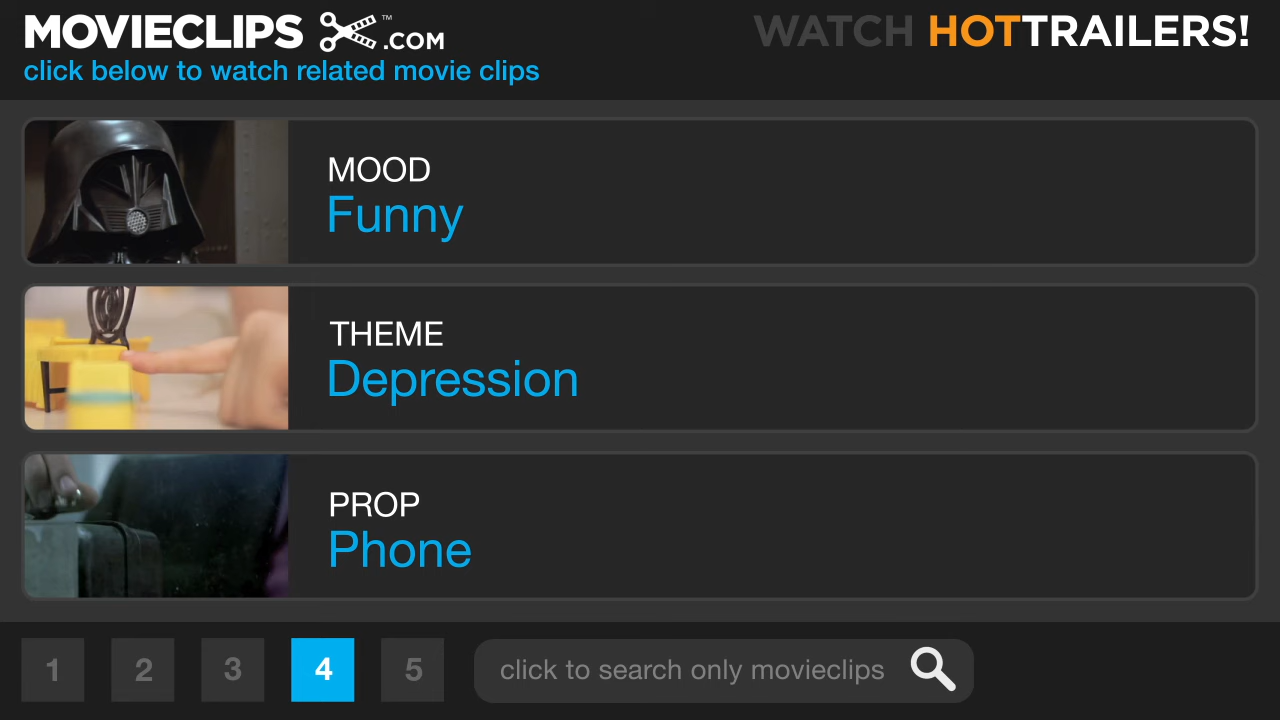 MOVIECLIPS ™ .COM
WATCH HOTTRAILERS!
click below to watch related movie clips
MOOD
Funny
THEME
Depression
PROP
Phone
1 2 3 4 5 click to search only movieclips